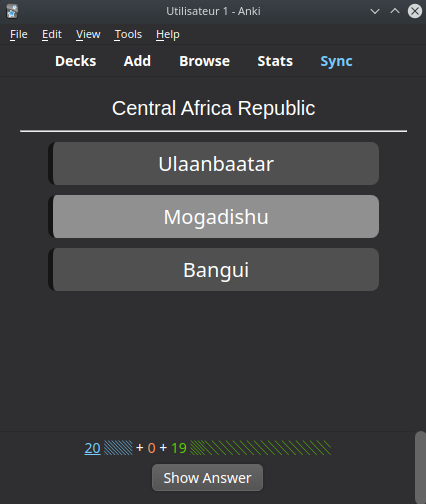 Utilisateur 1 - Anki
File Edit View Tools Help
Decks Add Browse Stats Sync
Central Africa Republic
Ulaanbaatar
Mogadishu
Bangui
20 + 0 + 19
Show Answer